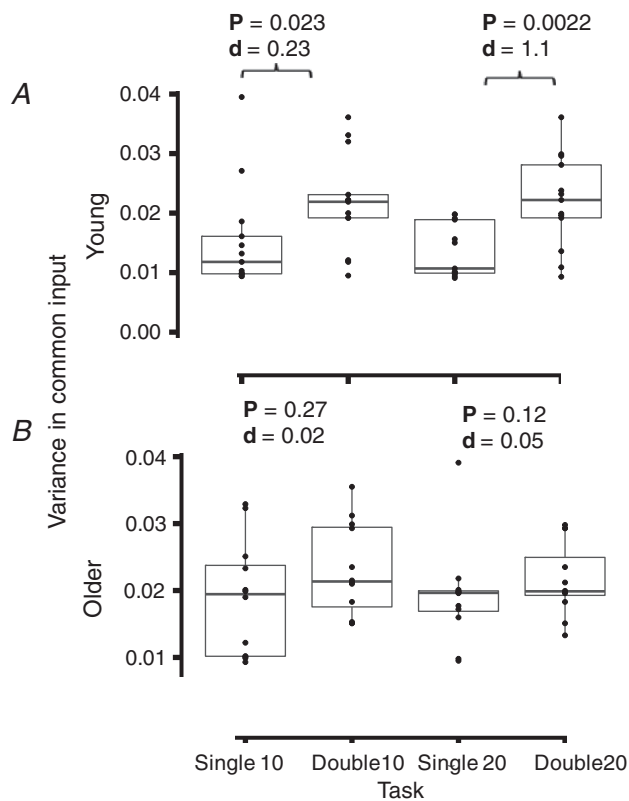 P = 0.023
d = 0.23
P = 0.0022
d = 1.1
A
0.04
0.03
0.02
0.01
0.00
Young
Variance in common input
B
P = 0.27
d = 0.02
P = 0.12
d = 0.05
0.04
0.03
0.02
0.01
Older
Single 10
Double10
Single 20
Double20
Task